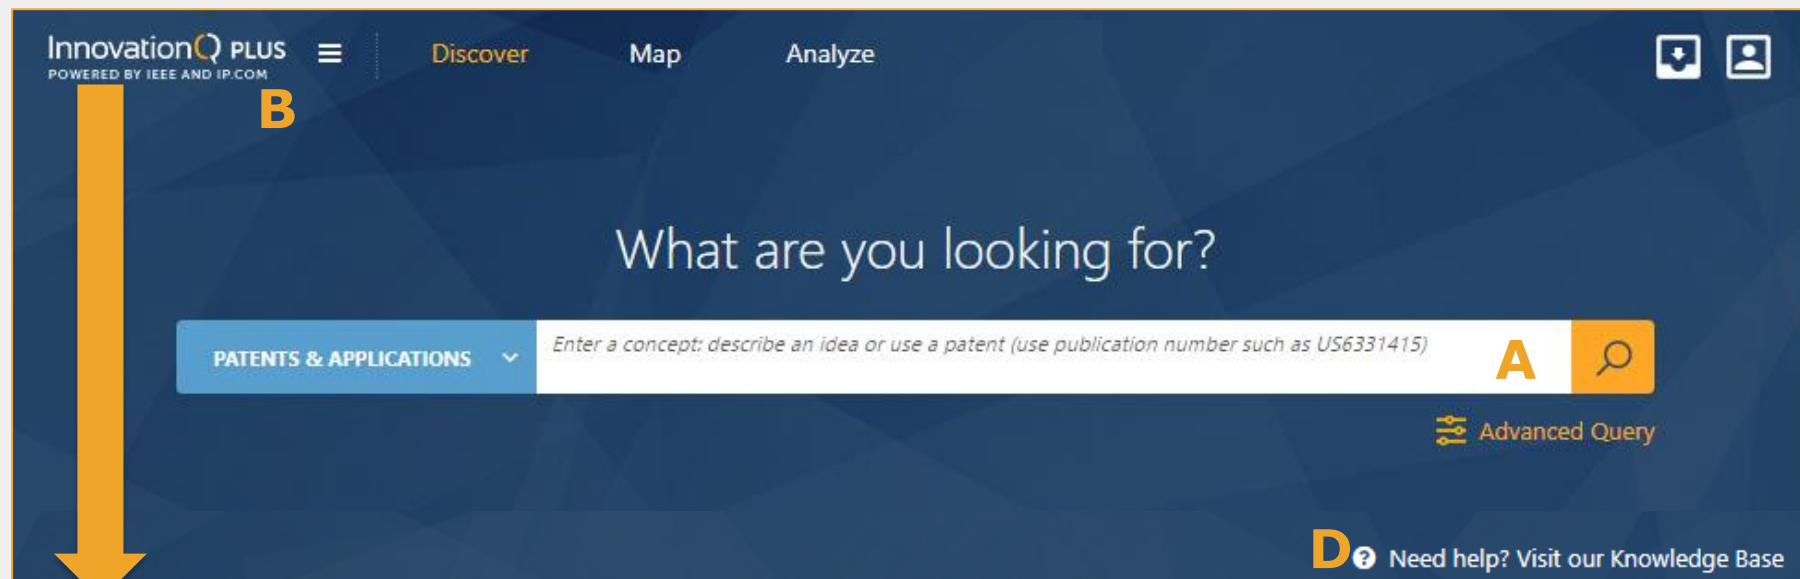 InnovationQ PLUS
POWERED BY IEEE AND IP.COM
Discover Map Analyze
B
What are you looking for?
PATENTS & APPLICATIONS
Enter a concept: describe an idea or use a patent (use publication number such as US6331415)
A
Advanced Query
D
? Need help? Visit our Knowledge Base